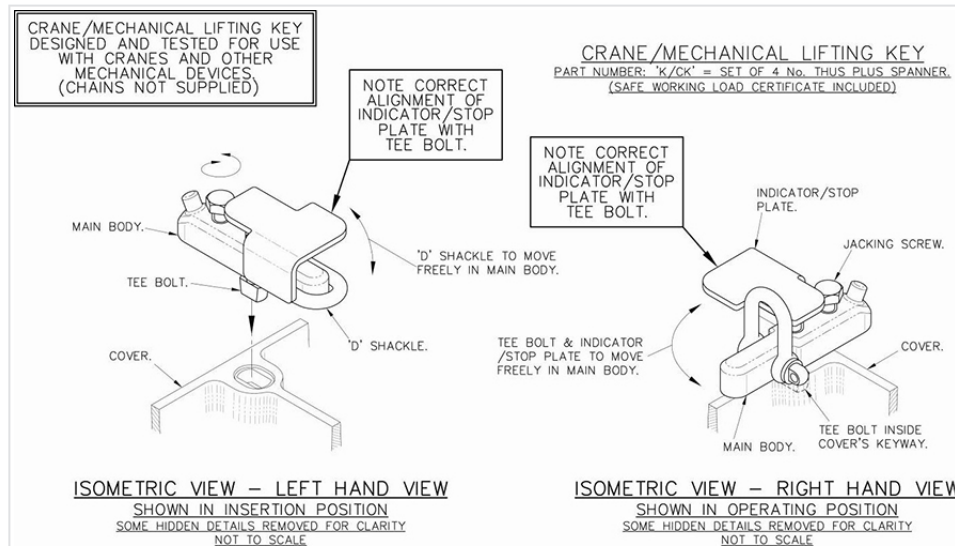 CRANE/MECHANICAL LIFTING KEY
DESIGNED AND TESTED FOR USE
WITH CRANES AND OTHER
MECHANICAL DEVICES.
(CHAINS NOT SUPPLIED)
CRANE/MECHANICAL LIFTING KEY
PART NUMBER: 'K/CK' = SET OF 4 No. THUS PLUS SPANNER.
(SAFE WORKING LOAD CERTIFICATE INCLUDED)
NOTE CORRECT
ALIGNMENT OF
INDICATOR/STOP
PLATE WITH
TEE BOLT.
MAIN BODY.
TEE BOLT.
'D' SHACKLE TO MOVE
FREELY IN MAIN BODY.
'D' SHACKLE.
COVER.
ISOMETRIC VIEW – LEFT HAND VIEW
SHOWN IN INSERTION POSITION
SOME HIDDEN DETAILS REMOVED FOR CLARITY
NOT TO SCALE
NOTE CORRECT
ALIGNMENT OF
INDICATOR/STOP
PLATE WITH
TEE BOLT.
INDICATOR/STOP
PLATE.
JACKING SCREW.
TEE BOLT & INDICATOR
/STOP PLATE TO MOVE
FREELY IN MAIN BODY.
COVER.
MAIN BODY.
TEE BOLT INSIDE
COVER'S KEYWAY.
ISOMETRIC VIEW – RIGHT HAND VIEW
SHOWN IN OPERATING POSITION
SOME HIDDEN DETAILS REMOVED FOR CLARITY
NOT TO SCALE